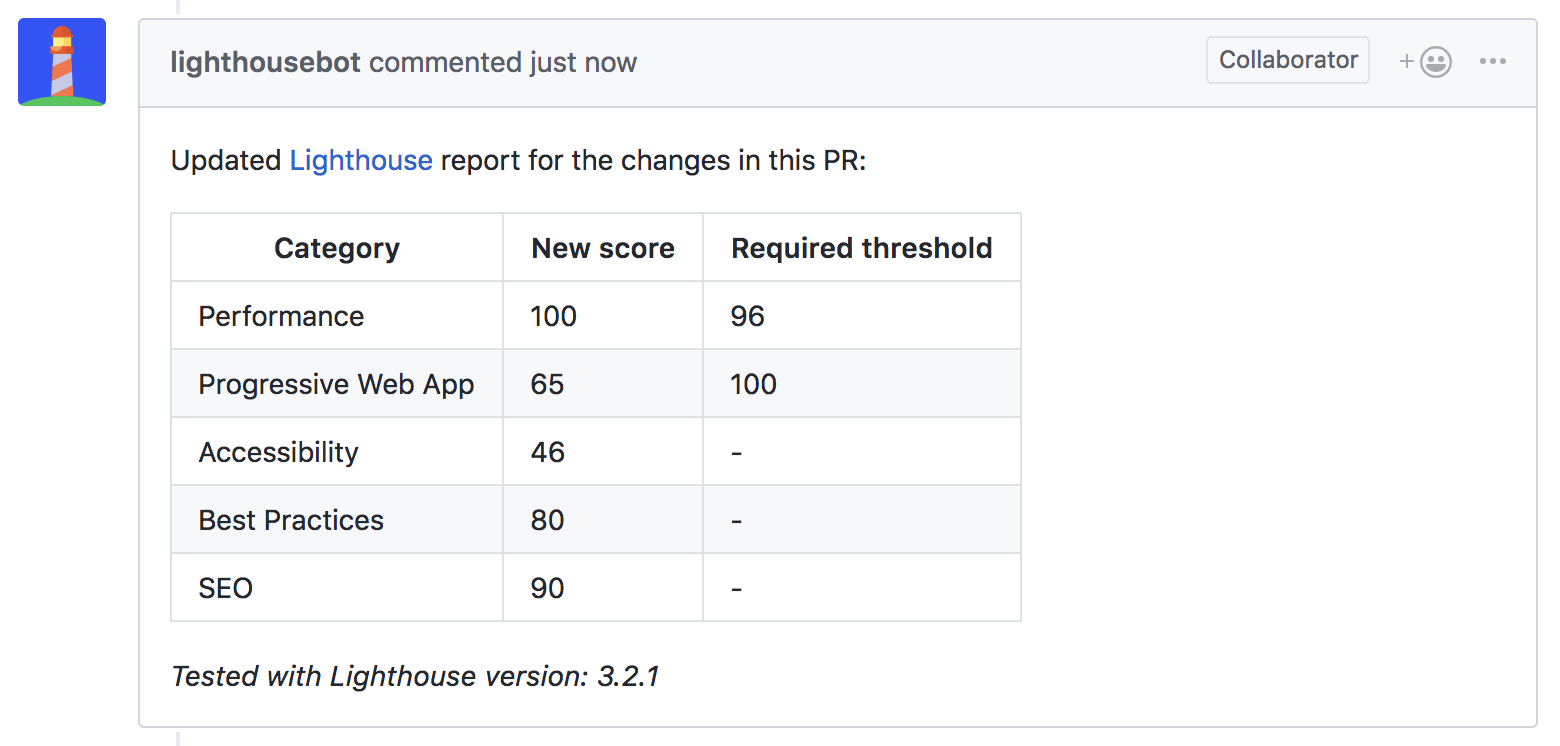 lighthousebot commented just now Collaborator +
Updated Lighthouse report for the changes in this PR:
Category New score Required threshold
Performance 100 96
Progressive Web App 65 100
Accessibility 46 -
Best Practices 80 -
SEO 90 -
Tested with Lighthouse version: 3.2.1